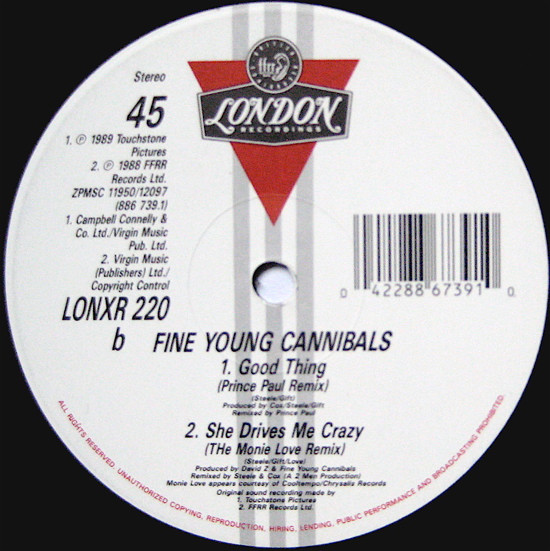 Stereo
45
ffrr
LONDON
RECORDINGS
1. ℗ 1989 Touchstone
Pictures
2. ℗ 1988 FFRR
Records Ltd.
ZPMSC 11950/12097
(886 739.1)
1. Campbell Connelly &
Co. Ltd./Virgin Music
Pub. Ltd.
2. Virgin Music
(Publishers) Ltd./
Copyright Control
LONXR 220
0 42288 67391 0
b FINE YOUNG CANNIBALS
1. Good Thing
(Prince Paul Remix)
(Steele/Gift)
Produced by Cox/Steele/Gift
Remixed by Prince Paul
2. She Drives Me Crazy
(THe Monie Love Remix)
(Steele/Gift/Love)
Produced by David Z & Fine Young Cannibals
Remixed by Steele & Cox (A 2 Men Production)
Monie Love appears courtesy of Cooltempo/Chrysalis Records
Original sound recording made by
1. Touchstone Pictures
2. FFRR Records Ltd.
ALL RIGHTS RESERVED. UNAUTHORIZED COPYING, REPRODUCTION, HIRING, LENDING, PUBLIC PERFORMANCE AND BROADCASTING PROHIBITED.